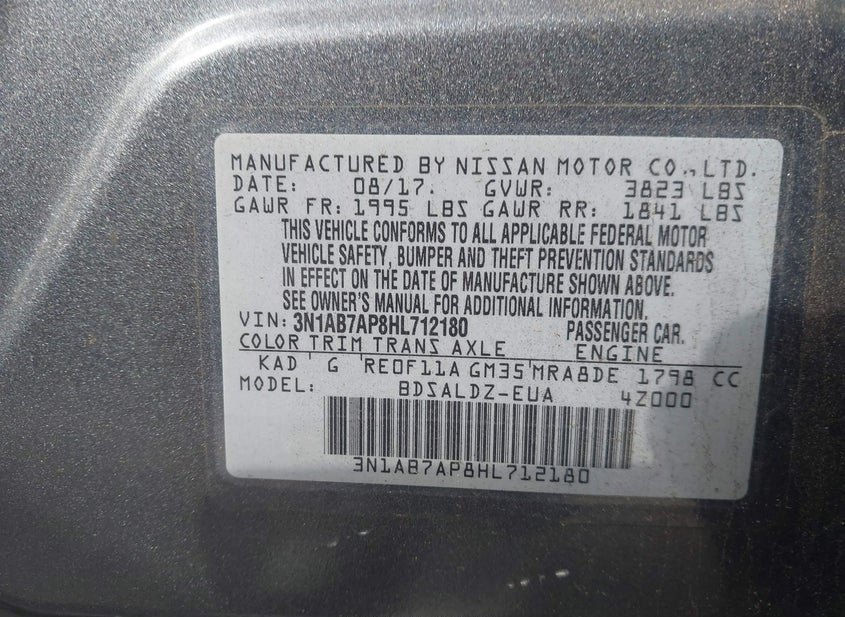 MANUFACTURED BY NISSAN MOTOR CO.,LTD.
DATE: 08/17. GVWR: 3823 LBS
GAWR FR: 1995 LBS GAWR RR: 1841 LBS
THIS VEHICLE CONFORMS TO ALL APPLICABLE FEDERAL MOTOR
VEHICLE SAFETY, BUMPER AND THEFT PREVENTION STANDARDS
IN EFFECT ON THE DATE OF MANUFACTURE SHOWN ABOVE.
SEE OWNER'S MANUAL FOR ADDITIONAL INFORMATION.
VIN: 3N1AB7AP8HL712180 PASSENGER CAR.
COLOR TRIM TRANS AXLE ENGINE
KAD G RE0F11A GM35 MRA8DE 1798 CC
MODEL: BDSALDZ-EUA 4Z000
3N1AB7AP8HL712180